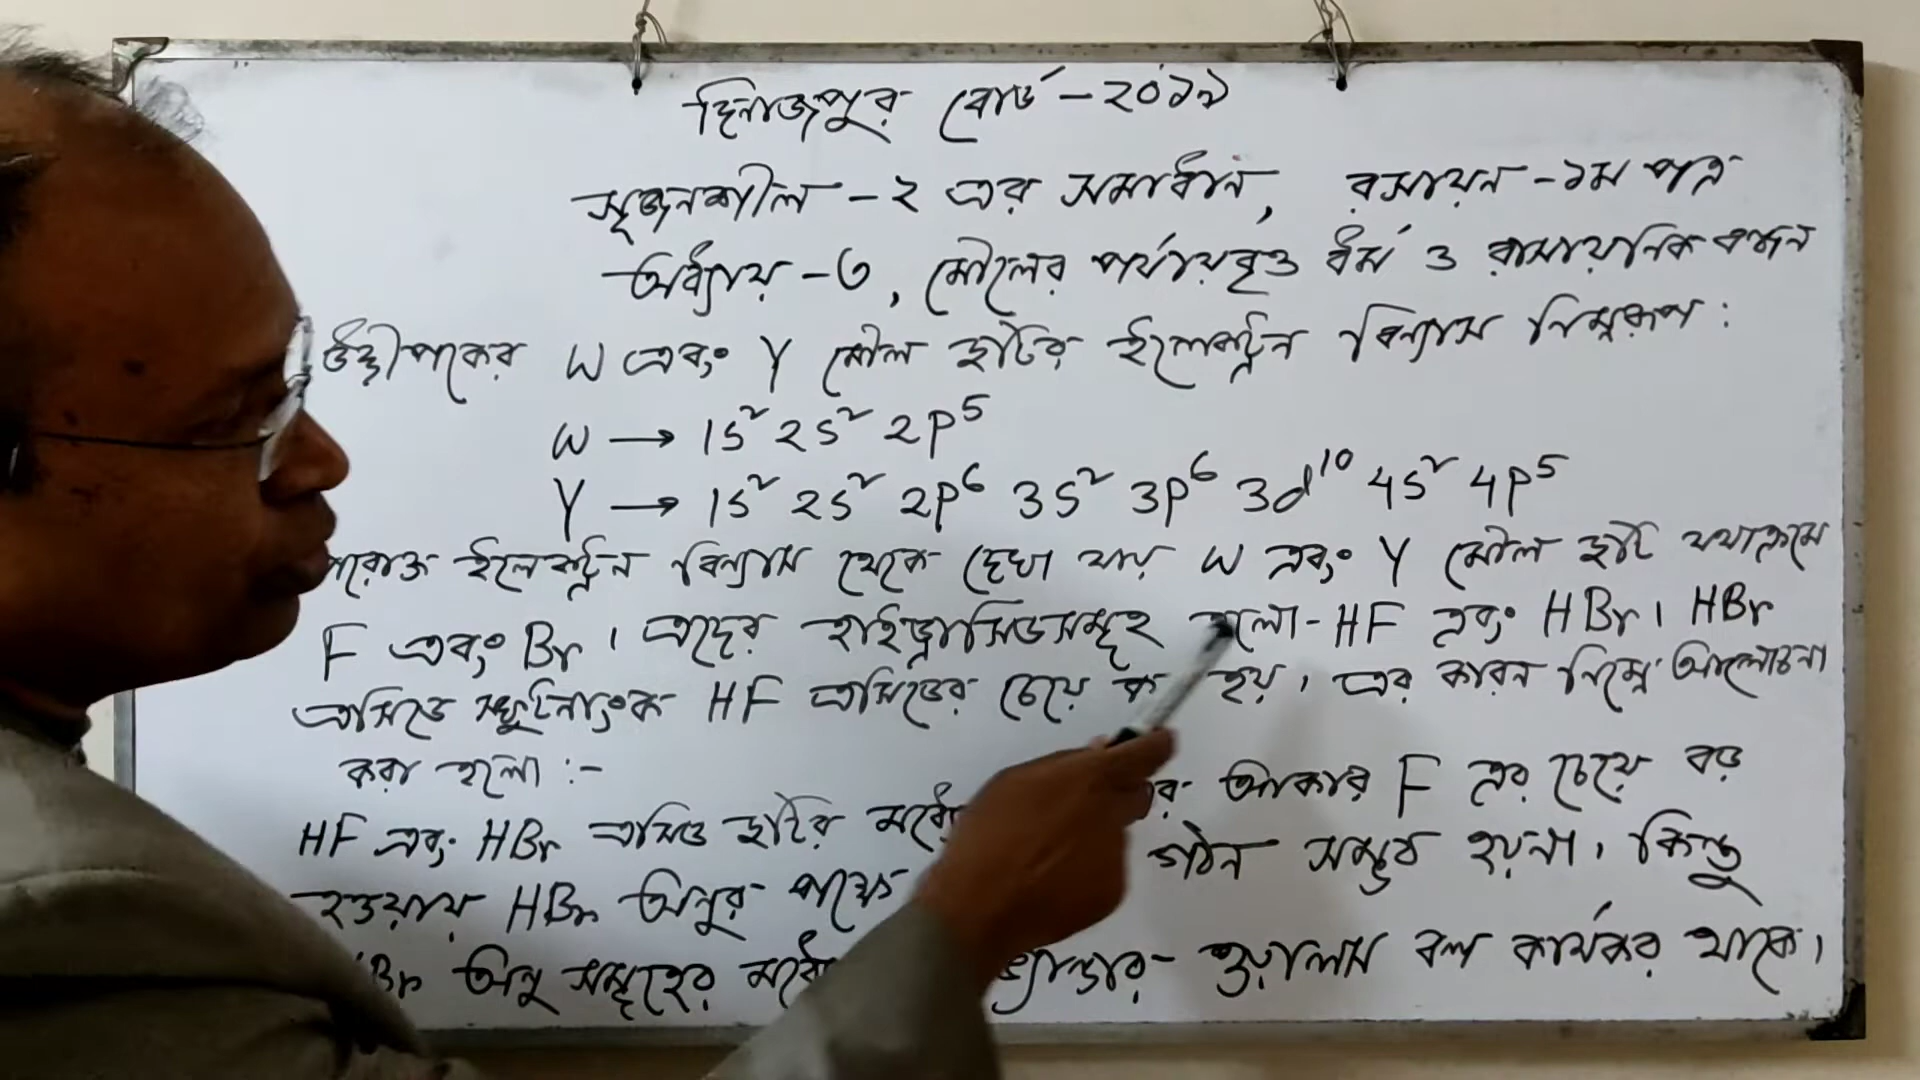 দিনাজপুর বোর্ড - ২০১৯
সৃজনশীল - ২ এর সমাধান, রসায়ন - ১ম পত্র
অধ্যায় - ৩, মৌলের পর্যায়বৃত্ত ধর্ম ও রাসায়নিক বন্ধন
উদ্দীপকের W এবং Y মৌল দুটির ইলেকট্রন বিন্যাস নিম্নরূপ :
W → 1s² 2s² 2p⁵
Y → 1s² 2s² 2p⁶ 3s² 3p⁶ 3d¹⁰ 4s² 4p⁵
ইলেকট্রন বিন্যাস থেকে দেখা যায় W এবং Y মৌল দুটি যথাক্রমে
F এবং Br । এদের হাইড্রাসিডসমূহ হলো - HF এবং HBr । HBr
এসিডে স্ফুটনাংক HF এসিডের চেয়ে হয় । এর কারন নিম্নে আলোচনা
করা হলো :-
HF এবং HBr এসিড দুটির আকার F এর চেয়ে বড়
হওয়ায় HBr অনুর পক্ষে গঠন সম্ভব হয়না । কিন্তু
অনু সমূহের ওয়ালস বল কার্যকর থাকে ।